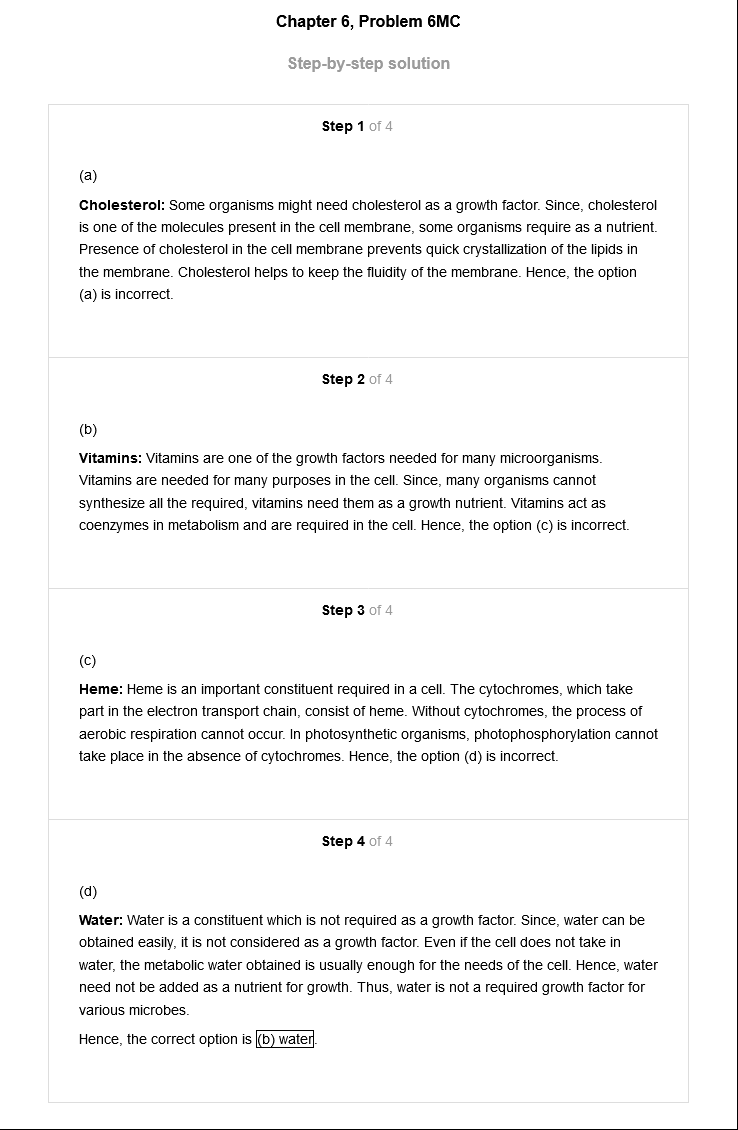 Chapter 6, Problem 6MC
Step-by-step solution
Step 1 of 4
(a)
Cholesterol: Some organisms might need cholesterol as a growth factor. Since, cholesterol
is one of the molecules present in the cell membrane, some organisms require as a nutrient.
Presence of cholesterol in the cell membrane prevents quick crystallization of the lipids in
the membrane. Cholesterol helps to keep the fluidity of the membrane. Hence, the option
(a) is incorrect.
Step 2 of 4
(b)
Vitamins: Vitamins are one of the growth factors needed for many microorganisms.
Vitamins are needed for many purposes in the cell. Since, many organisms cannot
synthesize all the required, vitamins need them as a growth nutrient. Vitamins act as
coenzymes in metabolism and are required in the cell. Hence, the option (c) is incorrect.
Step 3 of 4
(c)
Heme: Heme is an important constituent required in a cell. The cytochromes, which take
part in the electron transport chain, consist of heme. Without cytochromes, the process of
aerobic respiration cannot occur. In photosynthetic organisms, photophosphorylation cannot
take place in the absence of cytochromes. Hence, the option (d) is incorrect.
Step 4 of 4
(d)
Water: Water is a constituent which is not required as a growth factor. Since, water can be
obtained easily, it is not considered as a growth factor. Even if the cell does not take in
water, the metabolic water obtained is usually enough for the needs of the cell. Hence, water
need not be added as a nutrient for growth. Thus, water is not a required growth factor for
various microbes.
Hence, the correct option is (b) water.